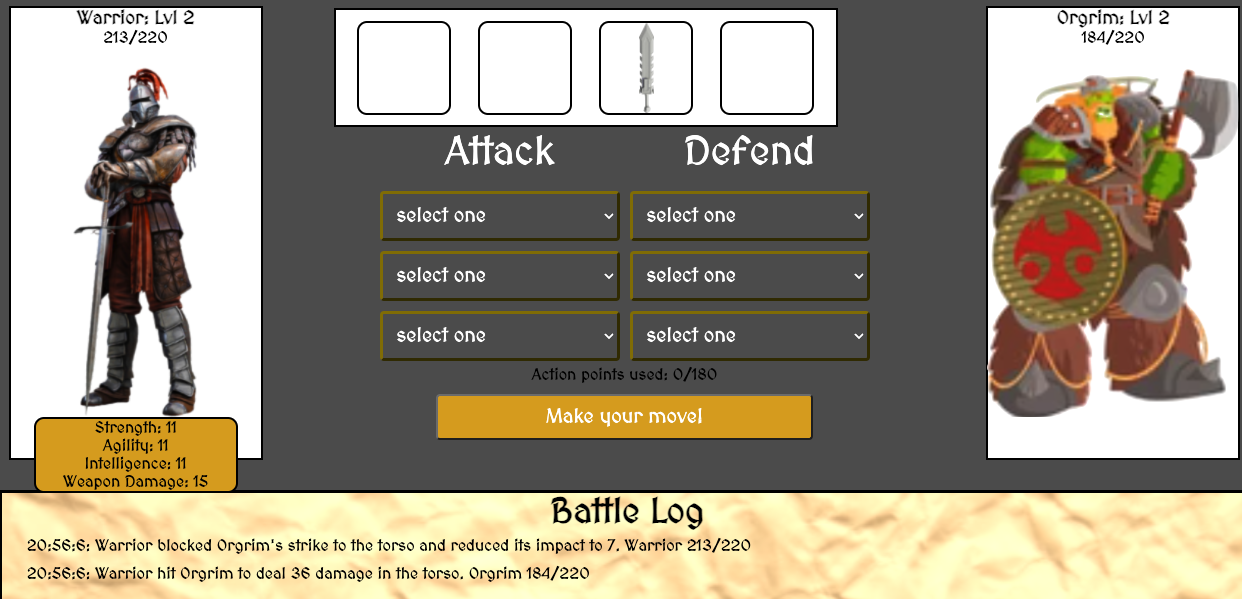 Warrior: Lvl 2
213/220
Orgrim: Lvl 2
184/220
Attack
Defend
select one
select one
select one
select one
select one
select one
Action points used: 0/180
Make your move!
Strength: 11
Agility: 11
Intelligence: 11
Weapon Damage: 15
Battle Log
20:56:6: Warrior blocked Orgrim's strike to the torso and reduced its impact to 7. Warrior 213/220
20:56:6: Warrior hit Orgrim to deal 36 damage in the torso. Orgrim 184/220